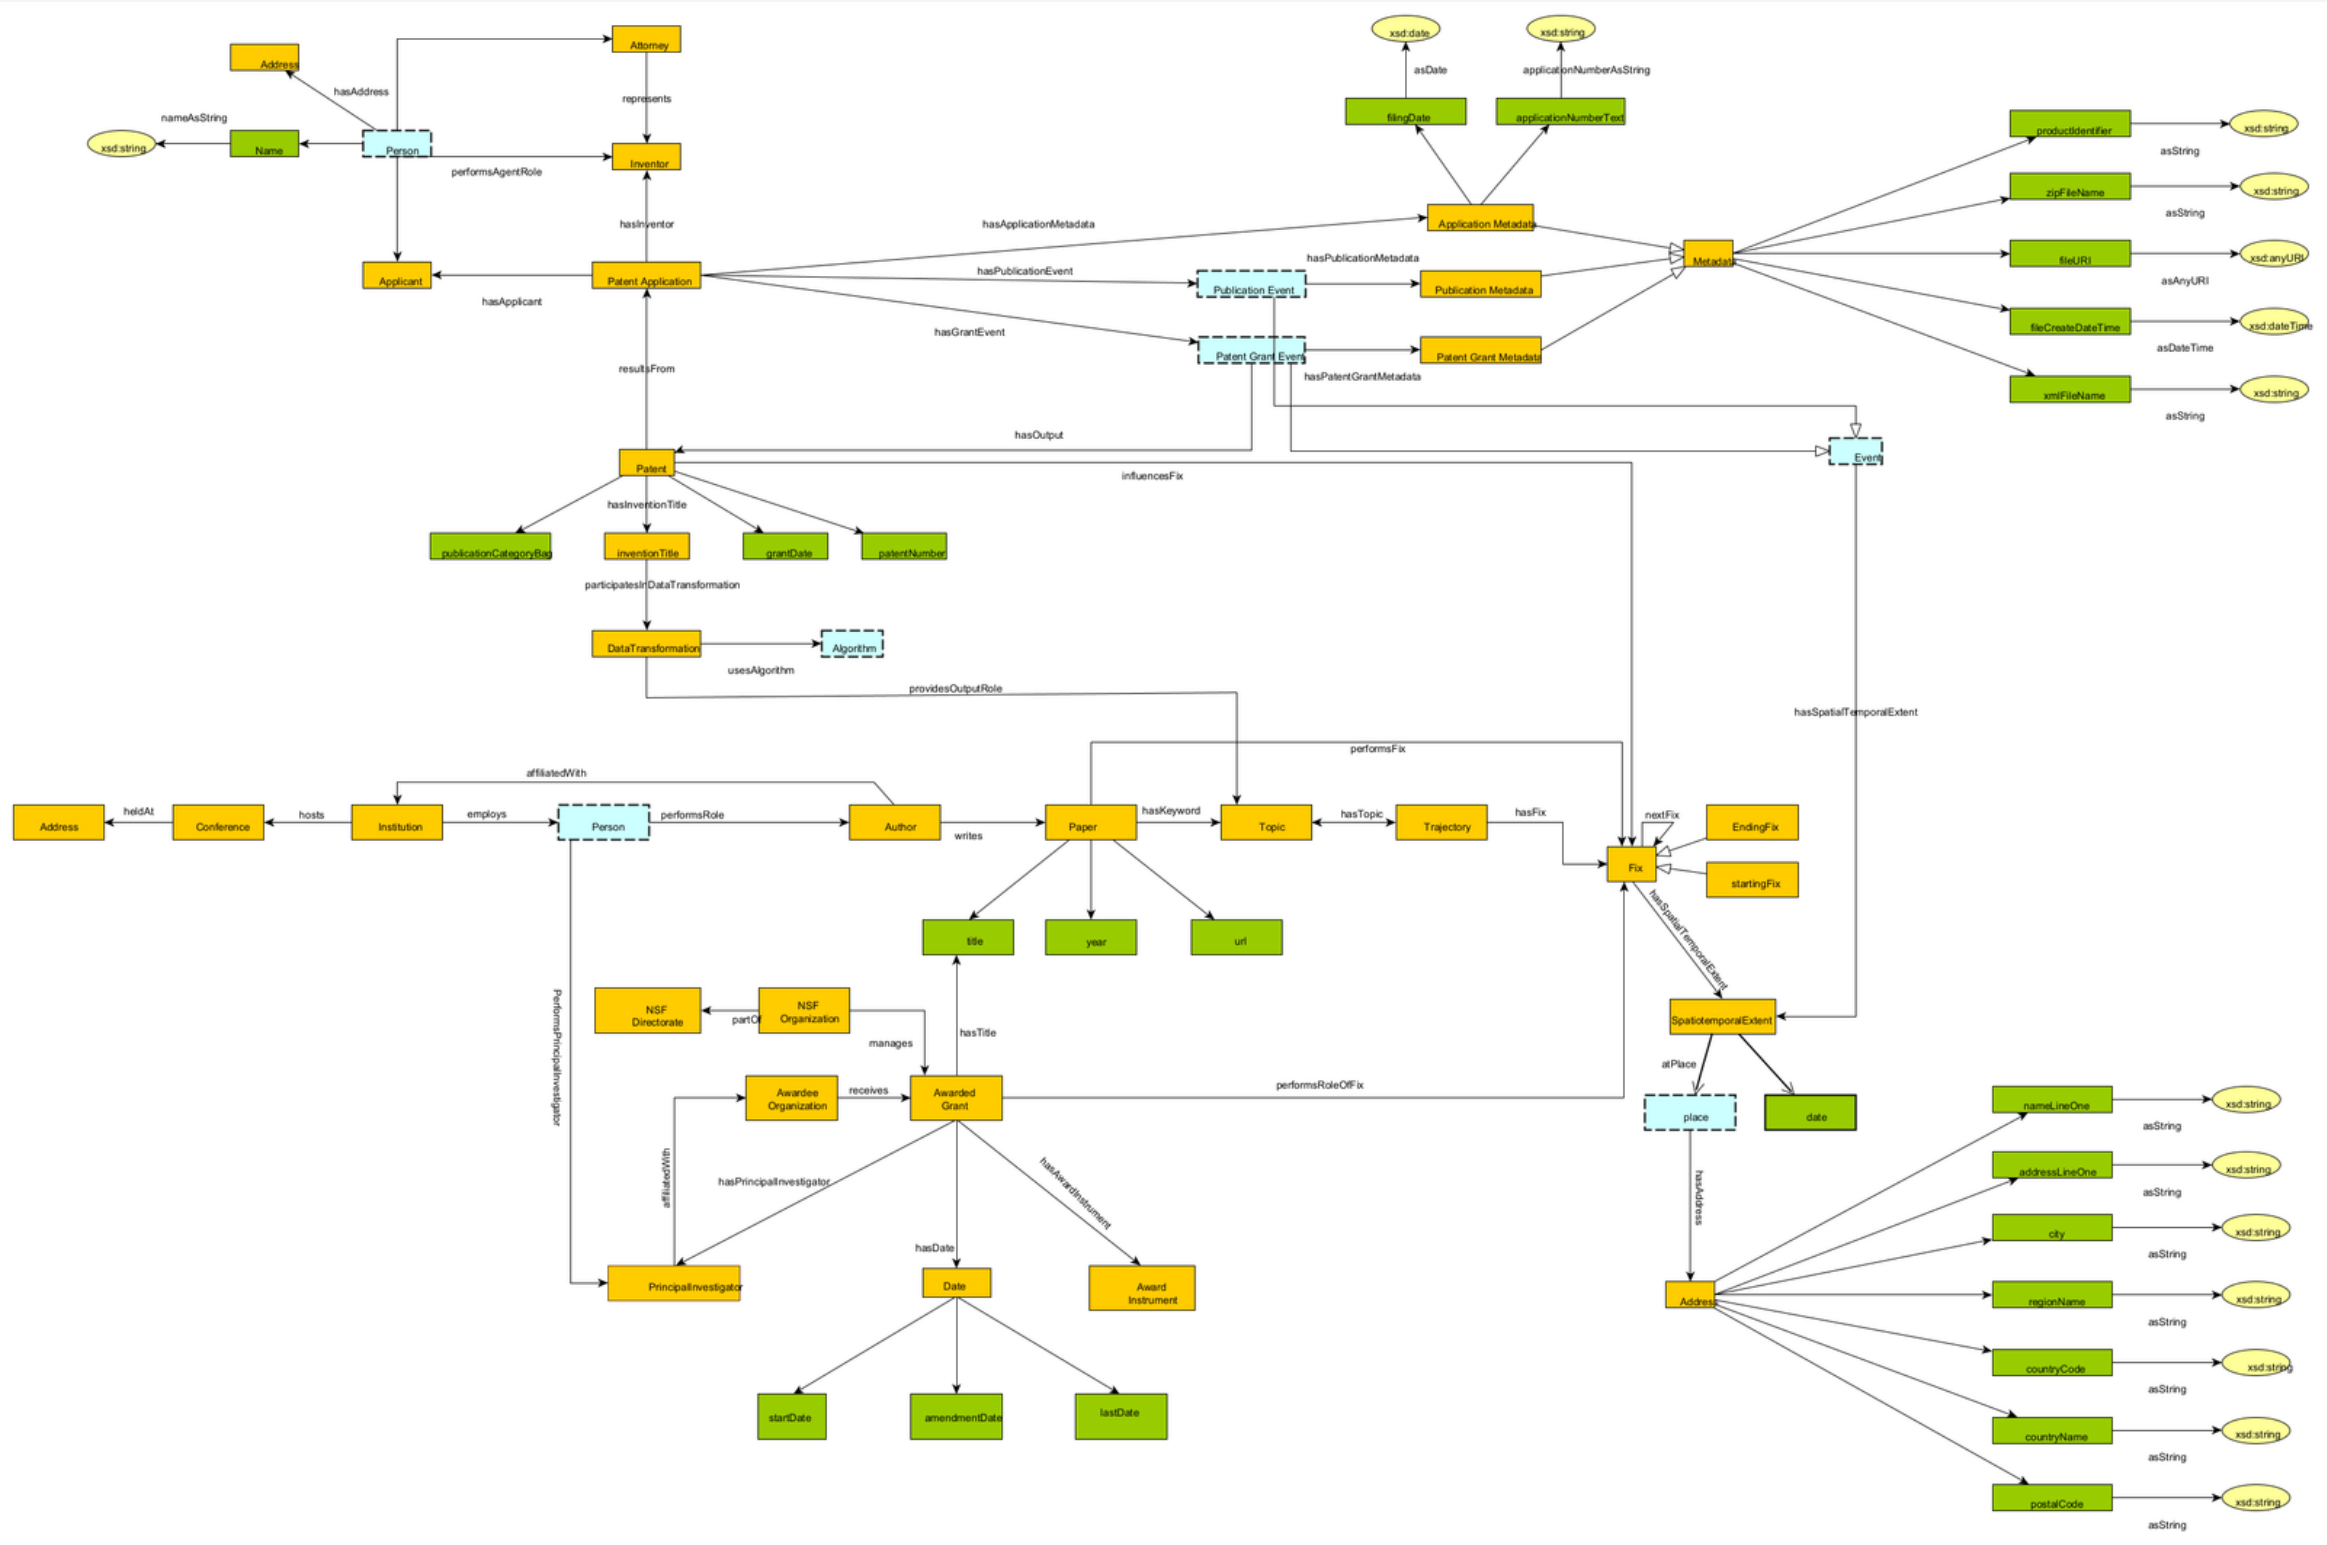 xsd:date
xsd:string
Attorney
Address
asDate
applicationNumberAsString
hasAddress
represents
filingDate
applicationNumberText
nameAsString
productIdentifier
xsd:string
xsd:string
Name
Person
Inventor
asString
performsAgentRole
zipFileName
xsd:string
asString
hasInventor
hasApplicationMetadata
Application Metadata
hasPublicationEvent
hasPublicationMetadata
Metadata
fileURI
xsd:anyURI
Applicant
Patent Application
Publication Event
Publication Metadata
asAnyURI
hasApplicant
hasGrantEvent
fileCreateDateTime
xsd:dateTime
Patent Grant Event
Patent Grant Metadata
asDateTime
resultsFrom
hasPatentGrantMetadata
xmlFileName
xsd:string
asString
hasOutput
Event
Patent
influencesFix
hasInventionTitle
publicationCategoryBag
inventionTitle
grantDate
patentNumber
participatesInDataTransformation
DataTransformation
Algorithm
usesAlgorithm
providesOutputRole
hasSpatialTemporalExtent
performsFix
affiliatedWith
heldAt
hosts
employs
performsRole
hasKeyword
hasTopic
hasFix
nextFix
Address
Conference
Institution
Person
Author
writes
Paper
Topic
Trajectory
EndingFix
Fix
startingFix
hasSpatialTemporalExtent
title
year
url
NSF
Directorate
partOf
NSF
Organization
PerformsPrincipalInvestigator
manages
hasTitle
SpatiotemporalExtent
atPlace
Awardee
Organization
receives
Awarded
Grant
performsRoleOfFix
place
date
nameLineOne
xsd:string
asString
affiliatedWith
hasPrincipalInvestigator
hasAwardInstrument
hasAddress
addressLineOne
xsd:string
asString
city
xsd:string
asString
hasDate
PrincipalInvestigator
Date
Award
Instrument
Address
regionName
xsd:string
asString
countryCode
xsd:string
asString
startDate
amendmentDate
lastDate
countryName
xsd:string
asString
postalCode
xsd:string
asString